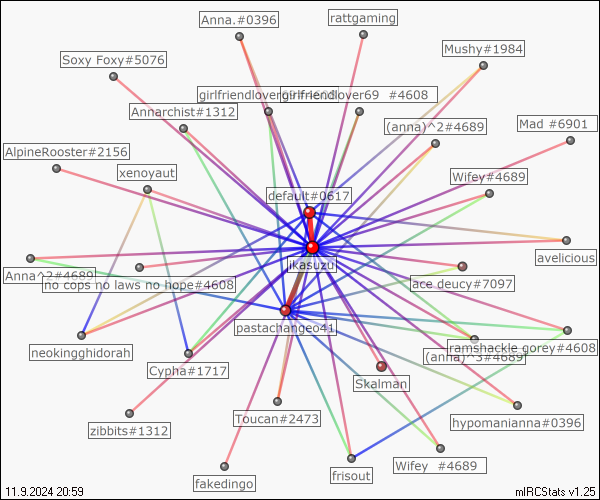 Anna.#0396
rattgaming
Mushy#1984
Soxy Foxy#5076
girlfriendlover69  #4608
Annarchist#1312
(anna)^2#4689
Mad #6901
AlpineRooster#2156
xenoyaut
Wifey#4689
default#0617
avelicious
jkasuzu
Anna^2#4689
no cops no laws no hope#4608
ace deucy#7097
pastachangeo41
neokingghidorah
ramshackle gorey#4608
(anna)^3#4689
Cypha#1717
Skalman
zibbits#1312
Toucan#2473
hypomanianna#0396
fakedingo
frisout
Wifey  #4689
11.9.2024 20:59
mIRCStats v1.25